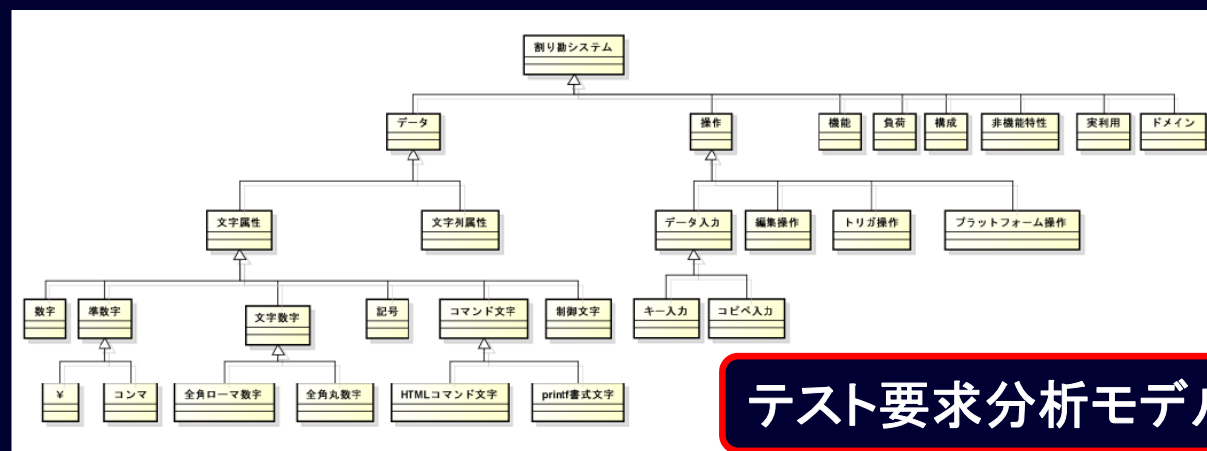 割り勘システム
データ
操作
機能
負荷
構成
非機能特性
実利用
ドメイン
文字属性
文字列属性
データ入力
編集操作
トリガ操作
プラットフォーム操作
数字
準数字
文字数字
記号
コマンド文字
制御文字
キー入力
コピペ入力
¥
コンマ
全角ローマ数字
全角丸数字
HTMLコマンド文字
printf書式文字
テスト要求分析モデル